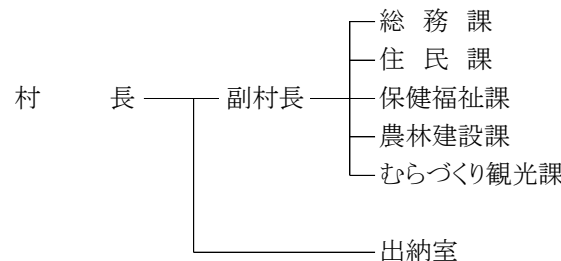 総務課
住民課
村長 副村長 保健福祉課
農林建設課
むらづくり観光課
出納室